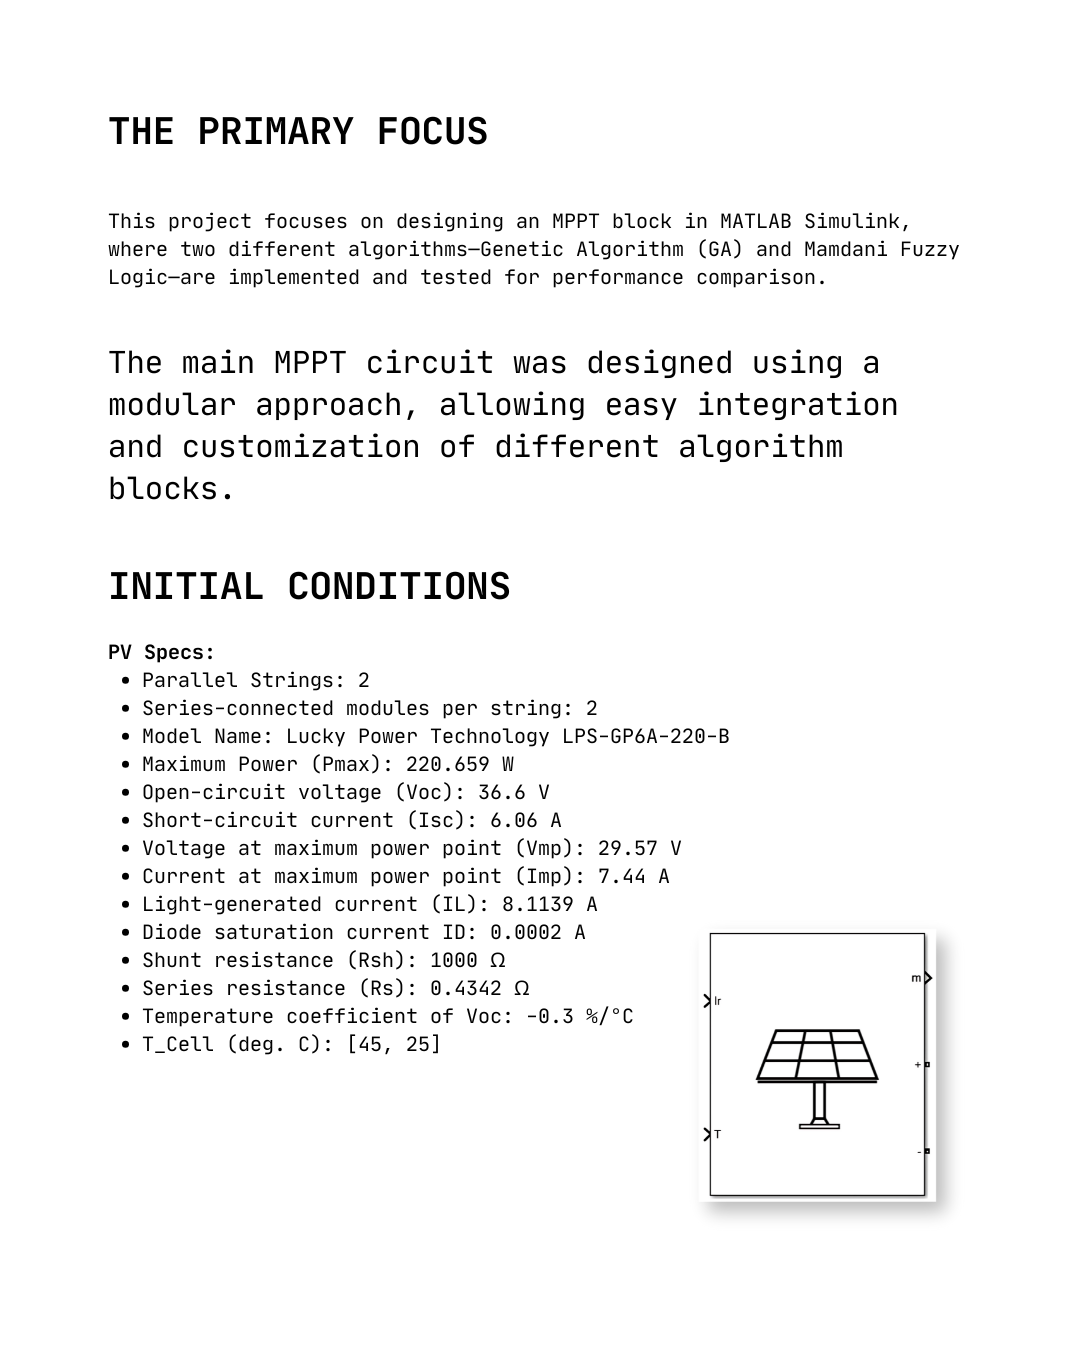 THE PRIMARY FOCUS
This project focuses on designing an MPPT block in MATLAB Simulink,
where two different algorithms—Genetic Algorithm (GA) and Mamdani Fuzzy
Logic—are implemented and tested for performance comparison.
The main MPPT circuit was designed using a
modular approach, allowing easy integration
and customization of different algorithm
blocks.
INITIAL CONDITIONS
PV Specs:
• Parallel Strings: 2
• Series-connected modules per string: 2
• Model Name: Lucky Power Technology LPS-GP6A-220-B
• Maximum Power (Pmax): 220.659 W
• Open-circuit voltage (Voc): 36.6 V
• Short-circuit current (Isc): 6.06 A
• Voltage at maximum power point (Vmp): 29.57 V
• Current at maximum power point (Imp): 7.44 A
• Light-generated current (IL): 8.1139 A
• Diode saturation current ID: 0.0002 A
• Shunt resistance (Rsh): 1000 Ω
• Series resistance (Rs): 0.4342 Ω
• Temperature coefficient of Voc: -0.3 %/°C
• T_Cell (deg. C): [45, 25]
m
Ir
+
T
-